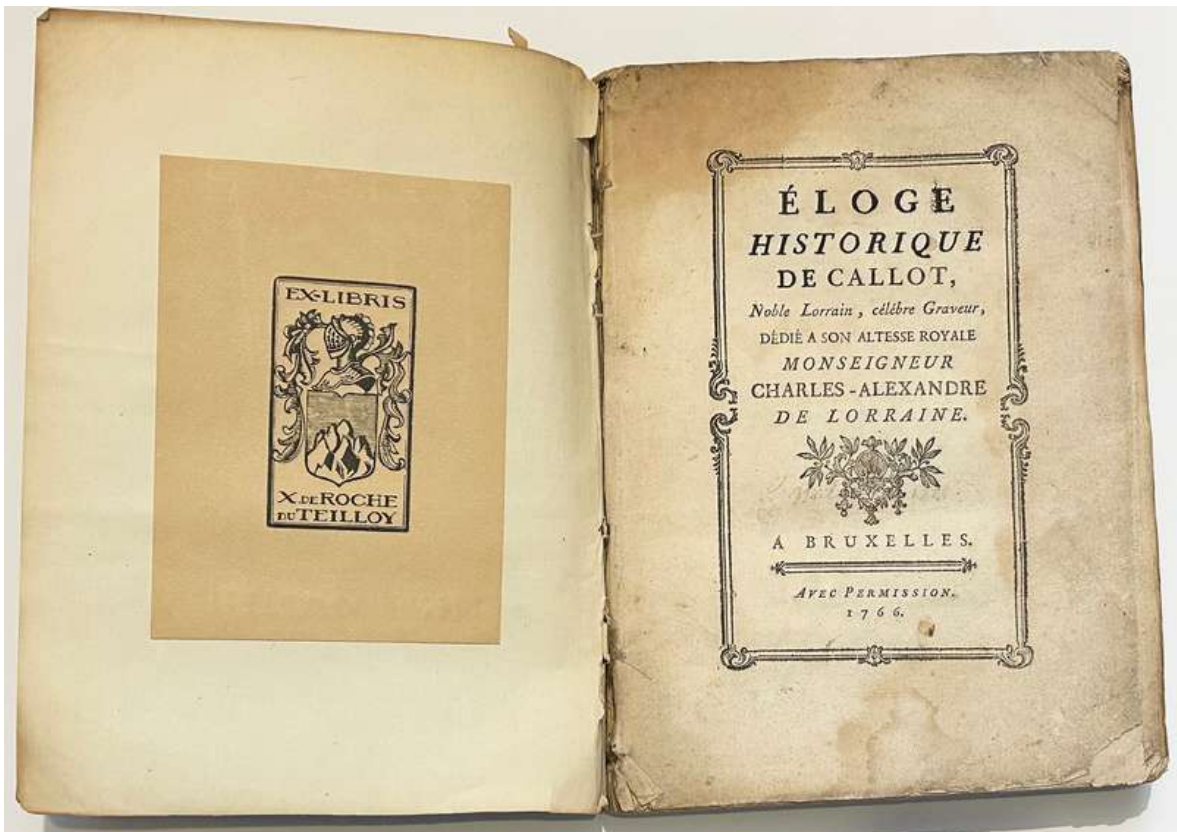 EX-LIBRIS
X. DE ROCHE
DU TEILLOY
ÉLOGE
HISTORIQUE
DE CALLOT,
Noble Lorrain, célébre Graveur,
DÉDIÉ A SON ALTESSE ROYALE
MONSEIGNEUR
CHARLES-ALEXANDRE
DE LORRAINE.
A BRUXELLES.
AVEC PERMISSION.
1766.